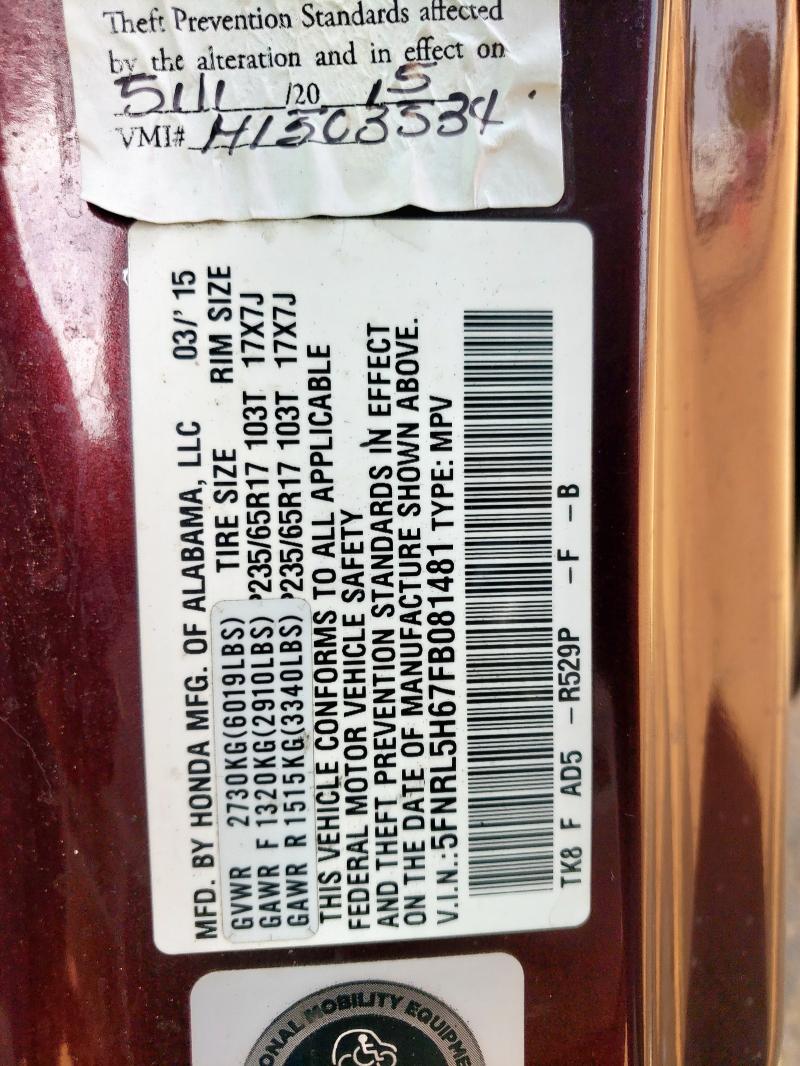 Theft Prevention Standards affected
by the alteration and in effect on
5/11/20 15
VMI# H1503534
MFD. BY HONDA MFG. OF ALABAMA, LLC 03/' 15
TIRE SIZE RIM SIZE
GVWR 2730KG(6019LBS)
GAWR F 1320KG(2910LBS) P235/65R17 103T 17X7J
GAWR R 1515KG(3340LBS) P235/65R17 103T 17X7J
THIS VEHICLE CONFORMS TO ALL APPLICABLE
FEDERAL MOTOR VEHICLE SAFETY
AND THEFT PREVENTION STANDARDS IN EFFECT
ON THE DATE OF MANUFACTURE SHOWN ABOVE.
V.I.N.:5FNRL5H67FB081481 TYPE: MPV
TK8 F AD5 -R529P -F -B
MOBILITY